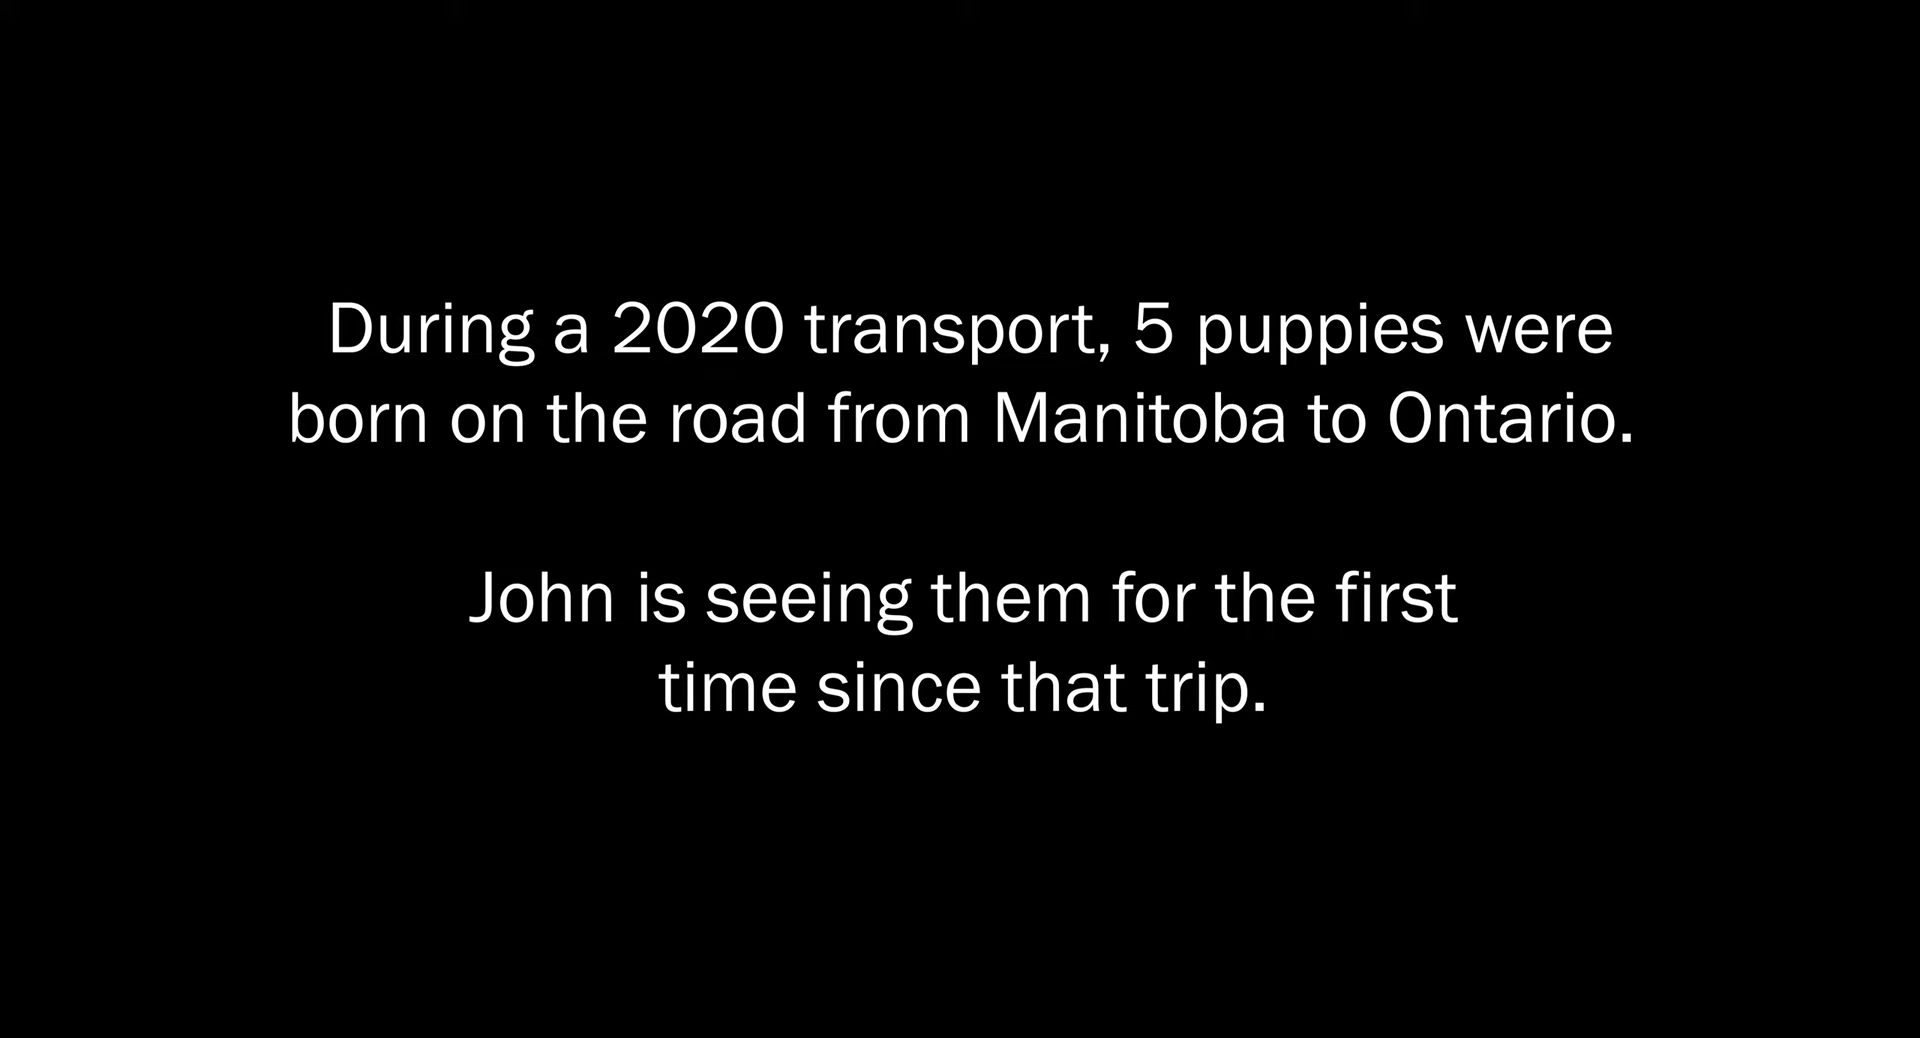 During a 2020 transport, 5 puppies were
born on the road from Manitoba to Ontario.
John is seeing them for the first
time since that trip.